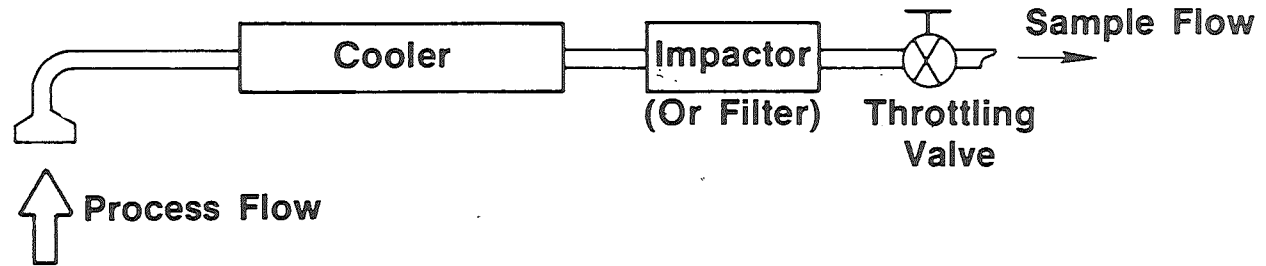 Cooler
Impactor
(Or Filter)
Throttling
Valve
Sample Flow
Process Flow